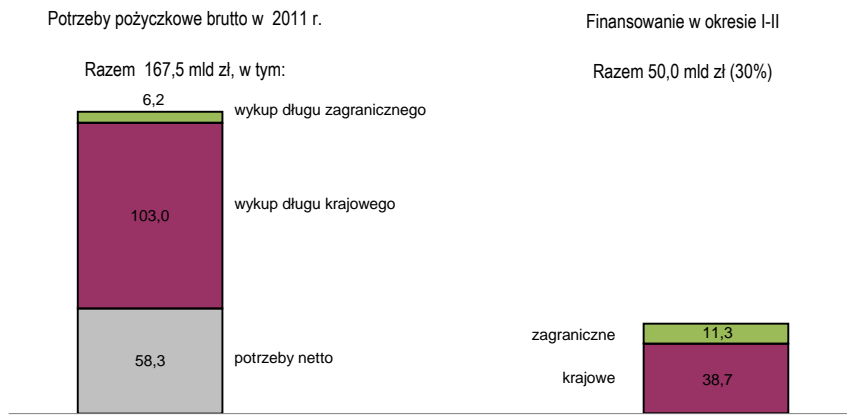 Potrzeby pożyczkowe brutto w 2011 r.
Razem 167,5 mld zł, w tym:
6,2
wykup długu zagranicznego
103,0
wykup długu krajowego
58,3
potrzeby netto
Finansowanie w okresie I-II
Razem 50,0 mld zł (30%)
zagraniczne
11,3
krajowe
38,7